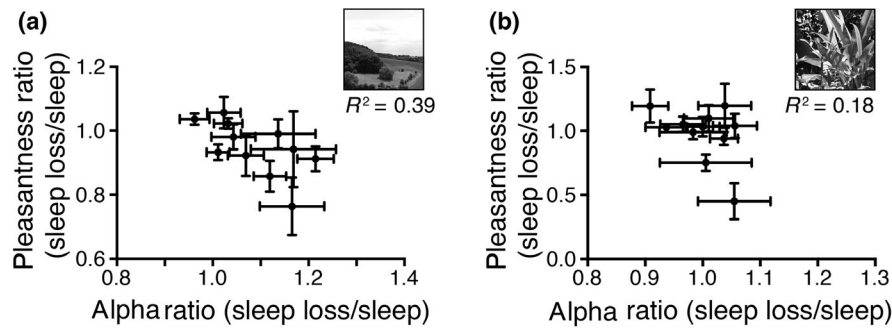 (a)
R² = 0.39
Pleasantness ratio
(sleep loss/sleep)
1.2
1.0
0.8
0.6
0.8
1.0
1.2
1.4
Alpha ratio (sleep loss/sleep)
(b)
R² = 0.18
Pleasantness ratio
(sleep loss/sleep)
1.5
1.0
0.5
0.0
0.8
0.9
1.0
1.1
1.2
1.3
Alpha ratio (sleep loss/sleep)